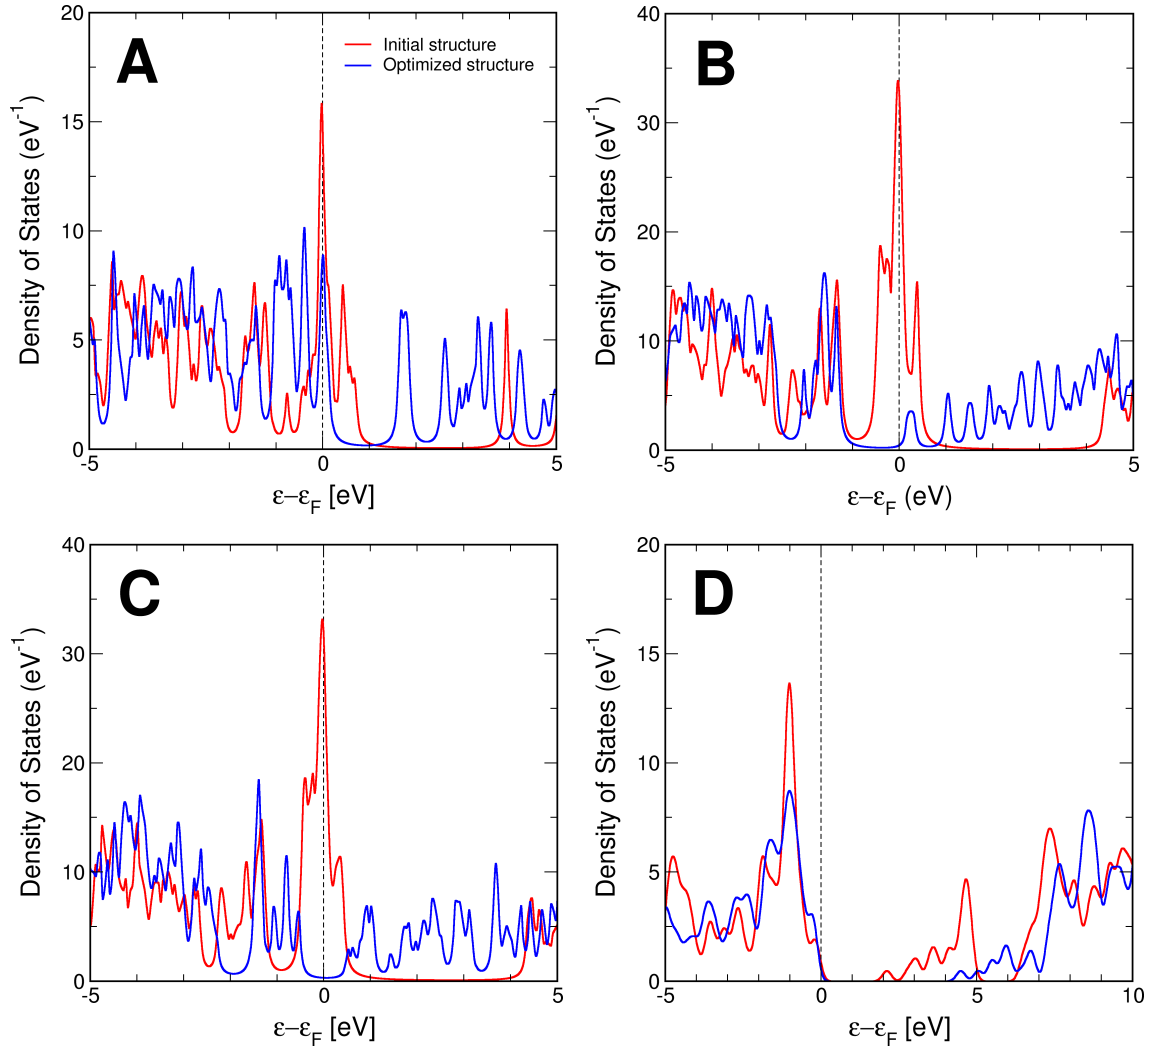 A
Initial structure
Optimized structure
Density of States (eV⁻¹)
20
15
10
5
0
-5 0 5
ε−ε_F [eV]
B
Density of States (eV⁻¹)
40
30
20
10
0
-5 0 5
ε−ε_F (eV)
C
Density of States (eV⁻¹)
40
30
20
10
0
-5 0 5
ε−ε_F [eV]
D
Density of States (eV⁻¹)
20
15
10
5
0
-5 0 5 10
ε−ε_F [eV]